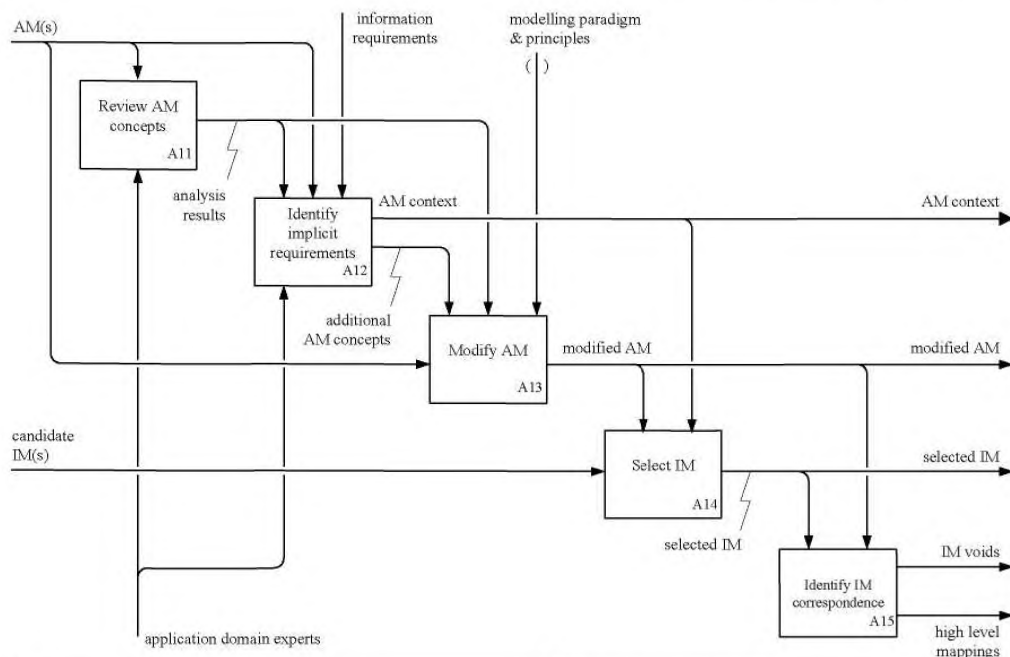 AM(s)
information
requirements
modelling paradigm
& principles
( )
Review AM
concepts
A11
analysis
results
Identify
implicit
requirements
A12
AM context
AM context
additional
AM concepts
Modify AM
A13
modified AM
modified AM
candidate
IM(s)
Select IM
A14
selected IM
selected IM
Identify IM
correspondence
A15
IM voids
high level
mappings
application domain experts